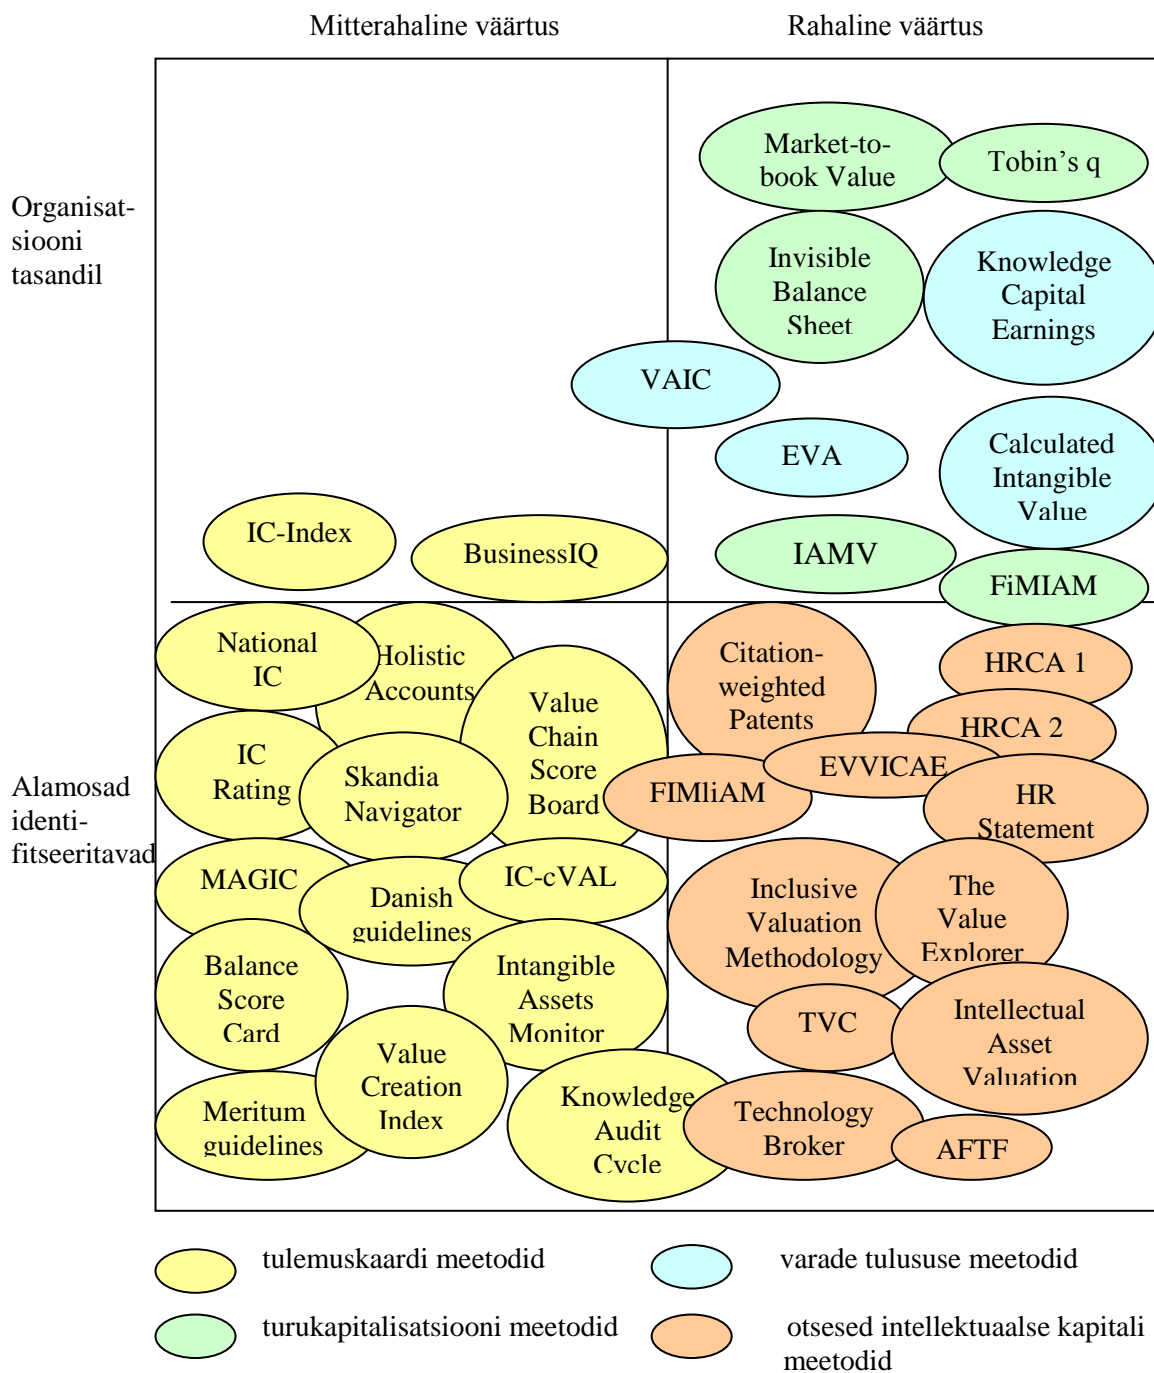 Mitterahaline väärtus
Rahaline väärtus
Organisat-
siooni
tasandil
Market-to-
book Value
Tobin’s q
Invisible
Balance
Sheet
Knowledge
Capital
Earnings
VAIC
EVA
Calculated
Intangible
Value
IC-Index
BusinessIQ
IAMV
FiMIAM
Alamosad
identi-
fitseeritavad
National
IC
Holistic
Accounts
Value
Chain
Score
Board
IC
Rating
Skandia
Navigator
MAGIC
Danish
guidelines
IC-cVAL
Balance
Score
Card
Intangible
Assets
Monitor
Value
Creation
Index
Meritum
guidelines
Knowledge
Audit
Cycle
Citation-
weighted
Patents
HRCA 1
HRCA 2
EVVICAE
FIMliAM
HR
Statement
Inclusive
Valuation
Methodology
The
Value
Explorer
TVC
Intellectual
Asset
Valuation
Technology
Broker
AFTF
tulemuskaardi meetodid
varade tulususe meetodid
turukapitalisatsiooni meetodid
otsesed intellektuaalse kapitali
meetodid